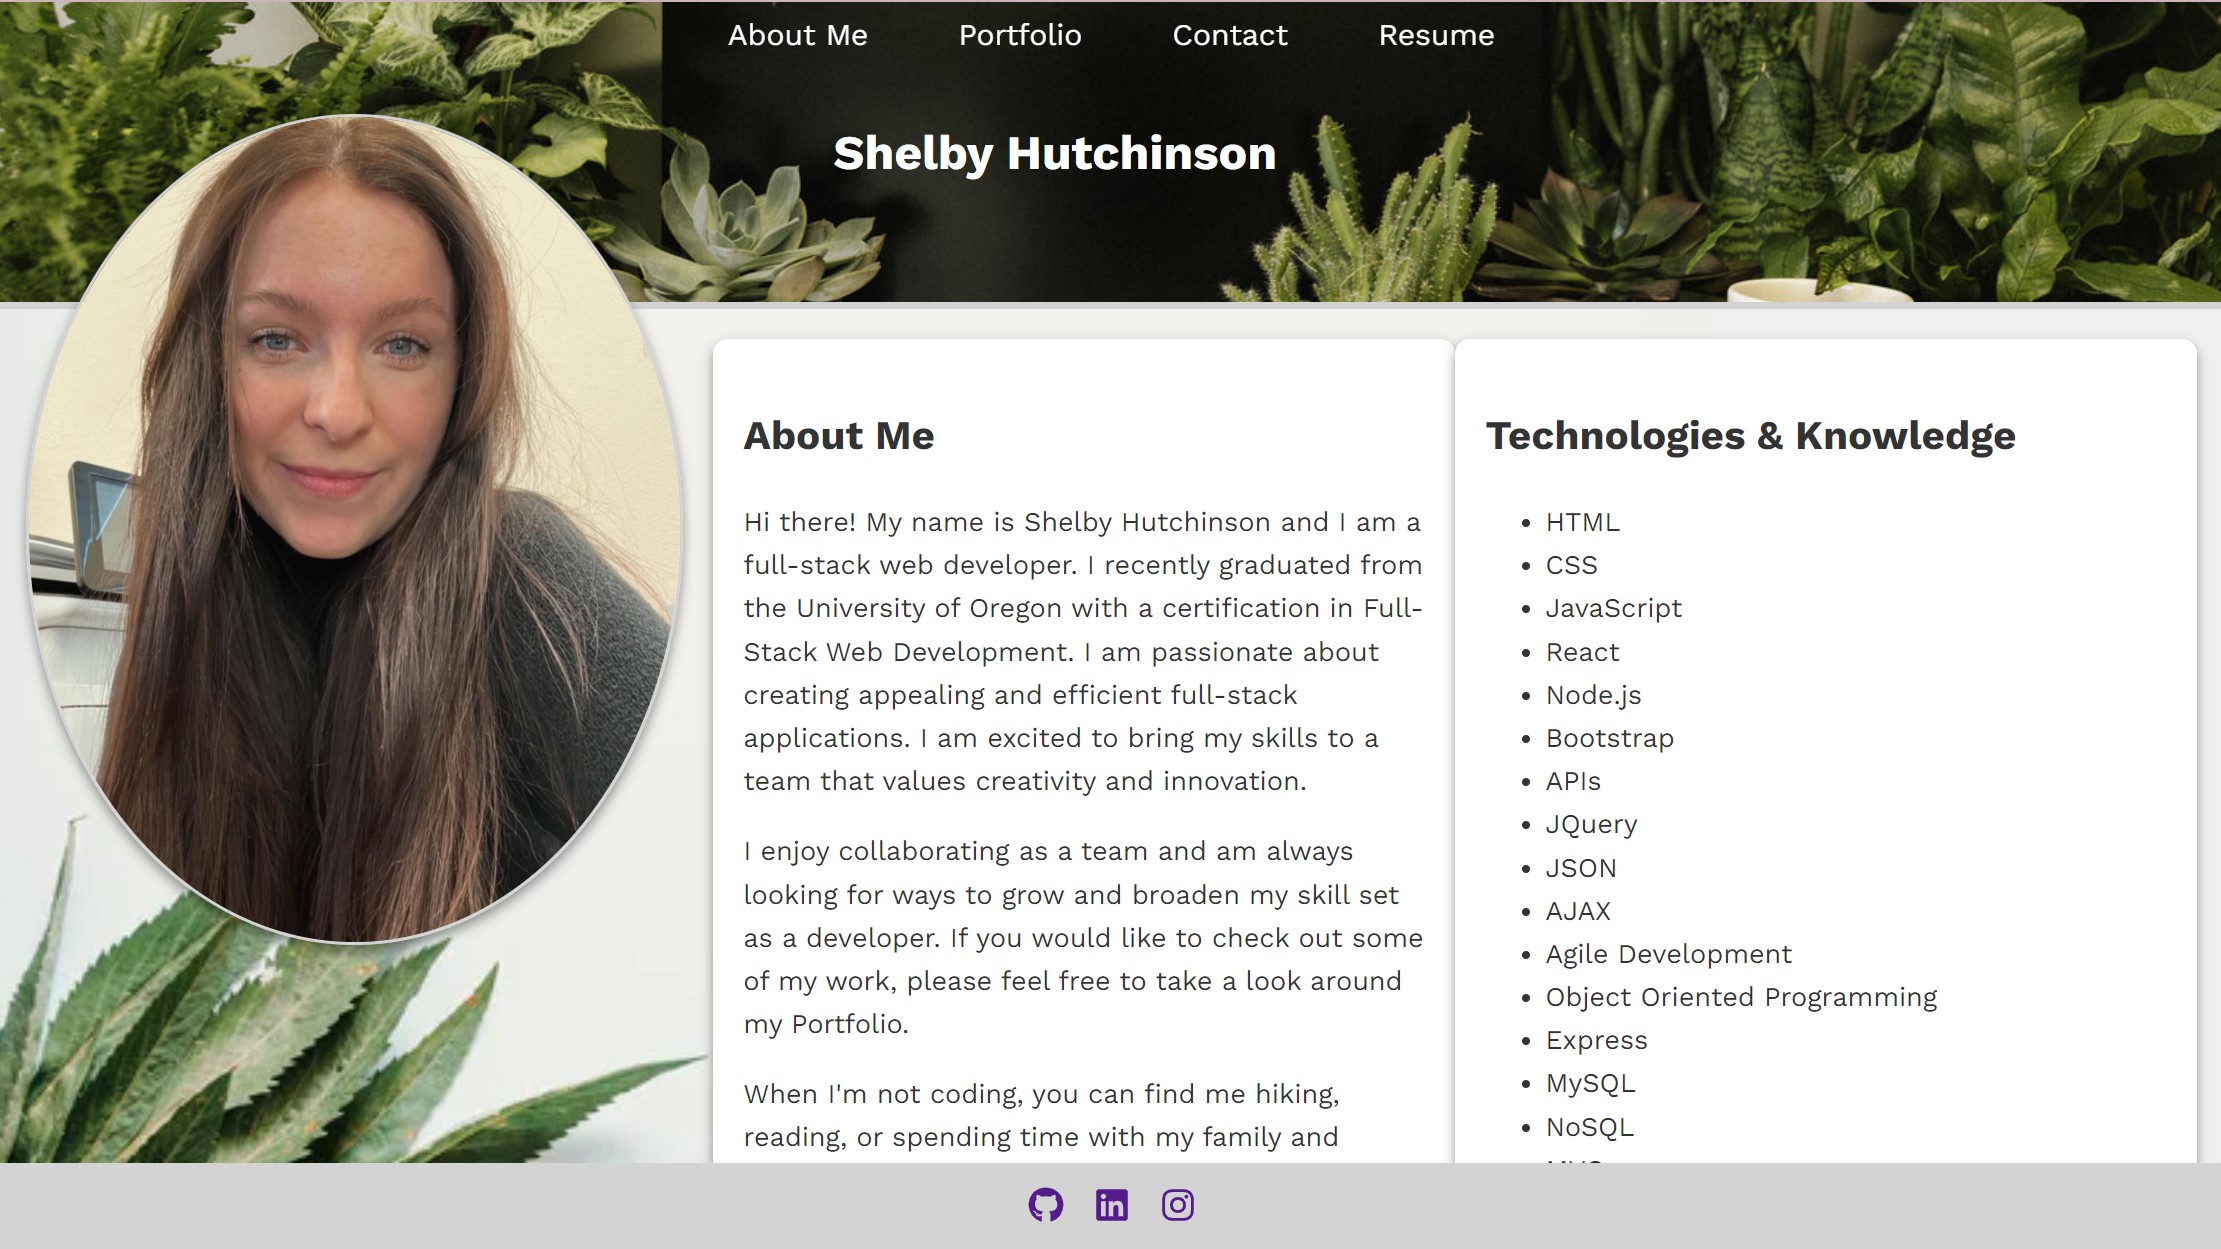 About Me Portfolio Contact Resume
Shelby Hutchinson
About Me
Hi there! My name is Shelby Hutchinson and I am a
full-stack web developer. I recently graduated from
the University of Oregon with a certification in Full-
Stack Web Development. I am passionate about
creating appealing and efficient full-stack
applications. I am excited to bring my skills to a
team that values creativity and innovation.
I enjoy collaborating as a team and am always
looking for ways to grow and broaden my skill set
as a developer. If you would like to check out some
of my work, please feel free to take a look around
my Portfolio.
When I'm not coding, you can find me hiking,
reading, or spending time with my family and
Technologies & Knowledge
• HTML
• CSS
• JavaScript
• React
• Node.js
• Bootstrap
• APIs
• JQuery
• JSON
• AJAX
• Agile Development
• Object Oriented Programming
• Express
• MySQL
• NoSQL
in